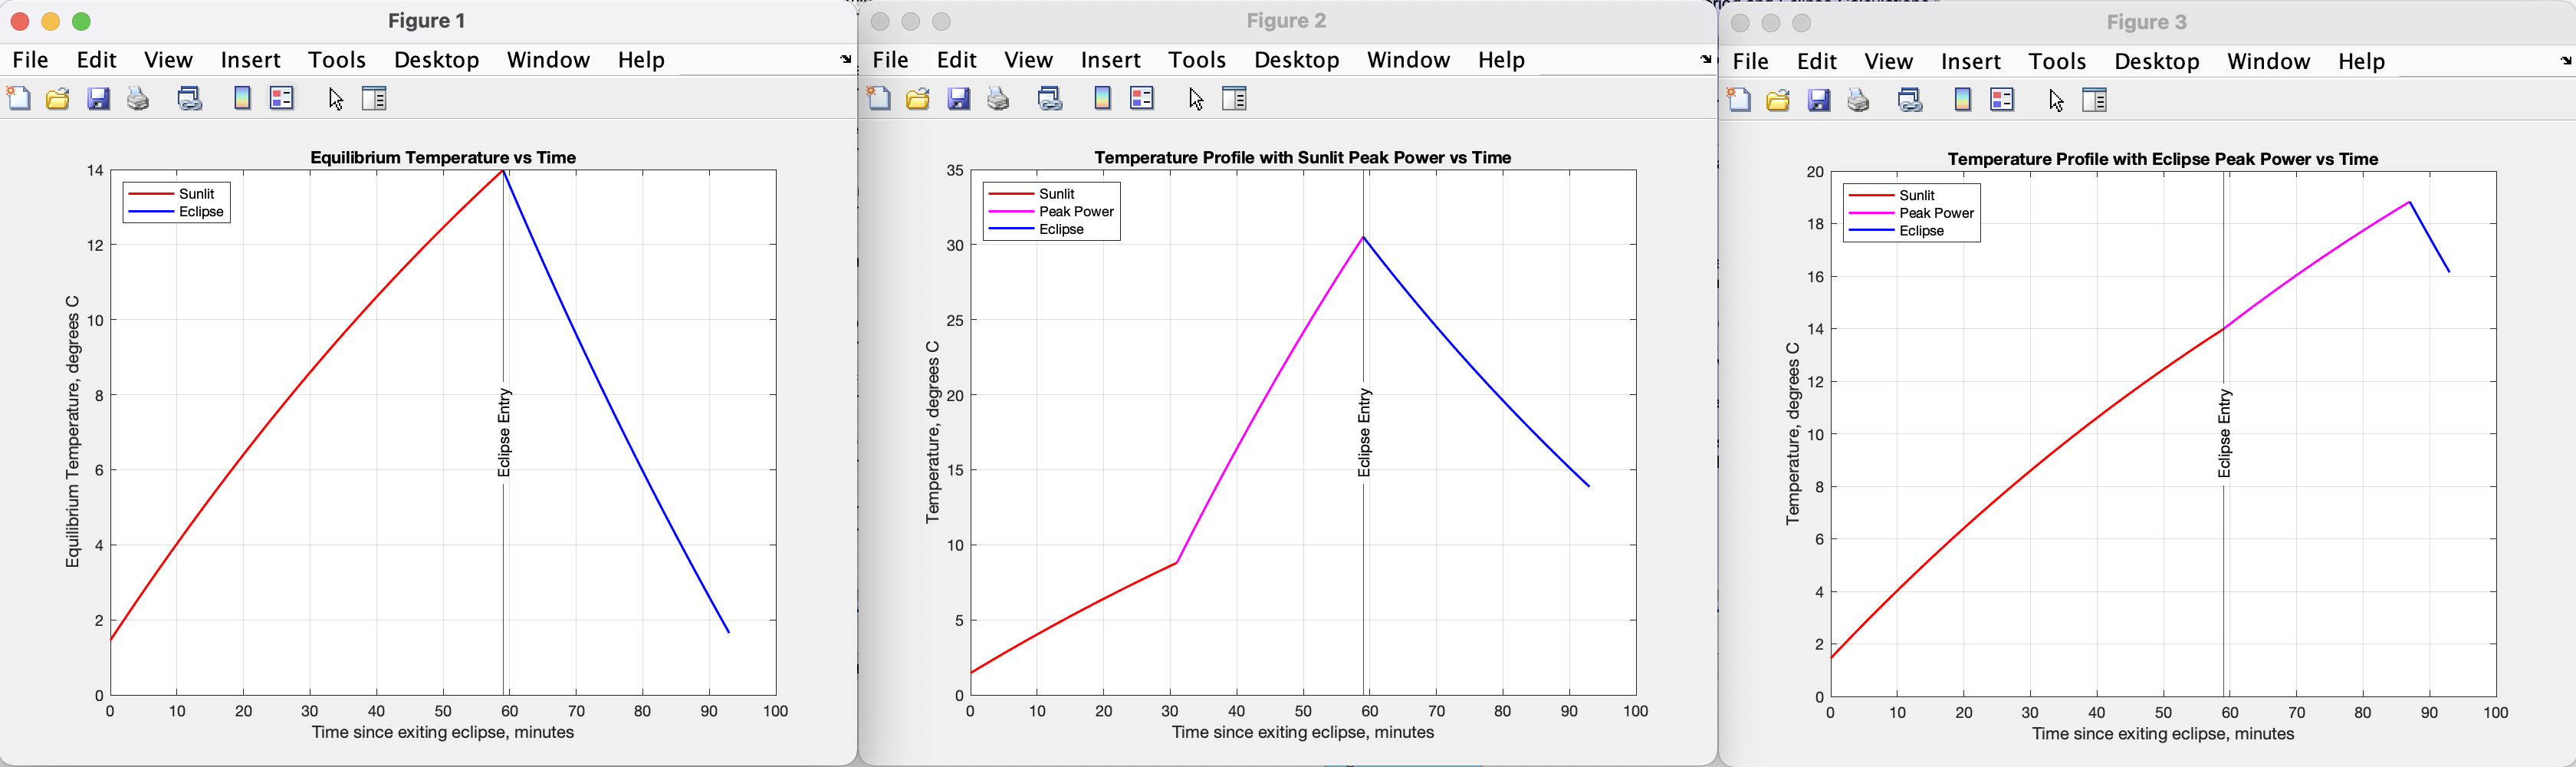 Figure 1
File Edit View Insert Tools Desktop Window Help
Equilibrium Temperature vs Time
Sunlit
Eclipse
Equilibrium Temperature, degrees C
14
12
10
8
6
4
2
0
Eclipse Entry
0 10 20 30 40 50 60 70 80 90 100
Time since exiting eclipse, minutes
Figure 2
File Edit View Insert Tools Desktop Window Help
Temperature Profile with Sunlit Peak Power vs Time
Sunlit
Peak Power
Eclipse
Temperature, degrees C
35
30
25
20
15
10
5
0
Eclipse Entry
0 10 20 30 40 50 60 70 80 90 100
Time since exiting eclipse, minutes
Figure 3
File Edit View Insert Tools Desktop Window Help
Temperature Profile with Eclipse Peak Power vs Time
Sunlit
Peak Power
Eclipse
Temperature, degrees C
20
18
16
14
12
10
8
6
4
2
0
Eclipse Entry
0 10 20 30 40 50 60 70 80 90 100
Time since exiting eclipse, minutes